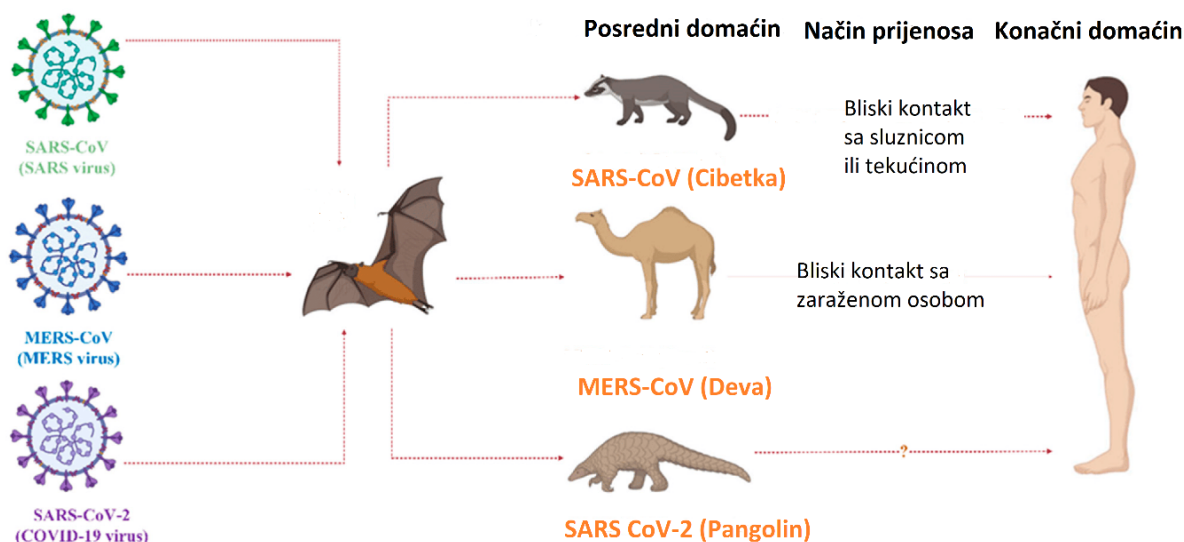 Posredni domaćin
Način prijenosa
Konačni domaćin
SARS-CoV
(SARS virus)
Bliski kontakt
sa sluznicom
ili tekućinom
SARS-CoV (Cibetka)
MERS-CoV
(MERS virus)
Bliski kontakt sa
zaraženom osobom
MERS-CoV (Deva)
?
SARS-CoV-2
(COVID-19 virus)
SARS CoV-2 (Pangolin)